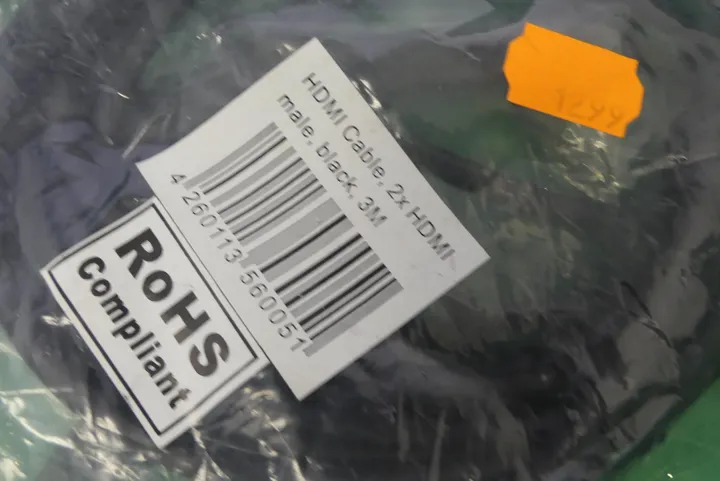 HDMI Cable, 2x HDMI
male, black, 3M
4 260113 560051
RoHS
Compliant